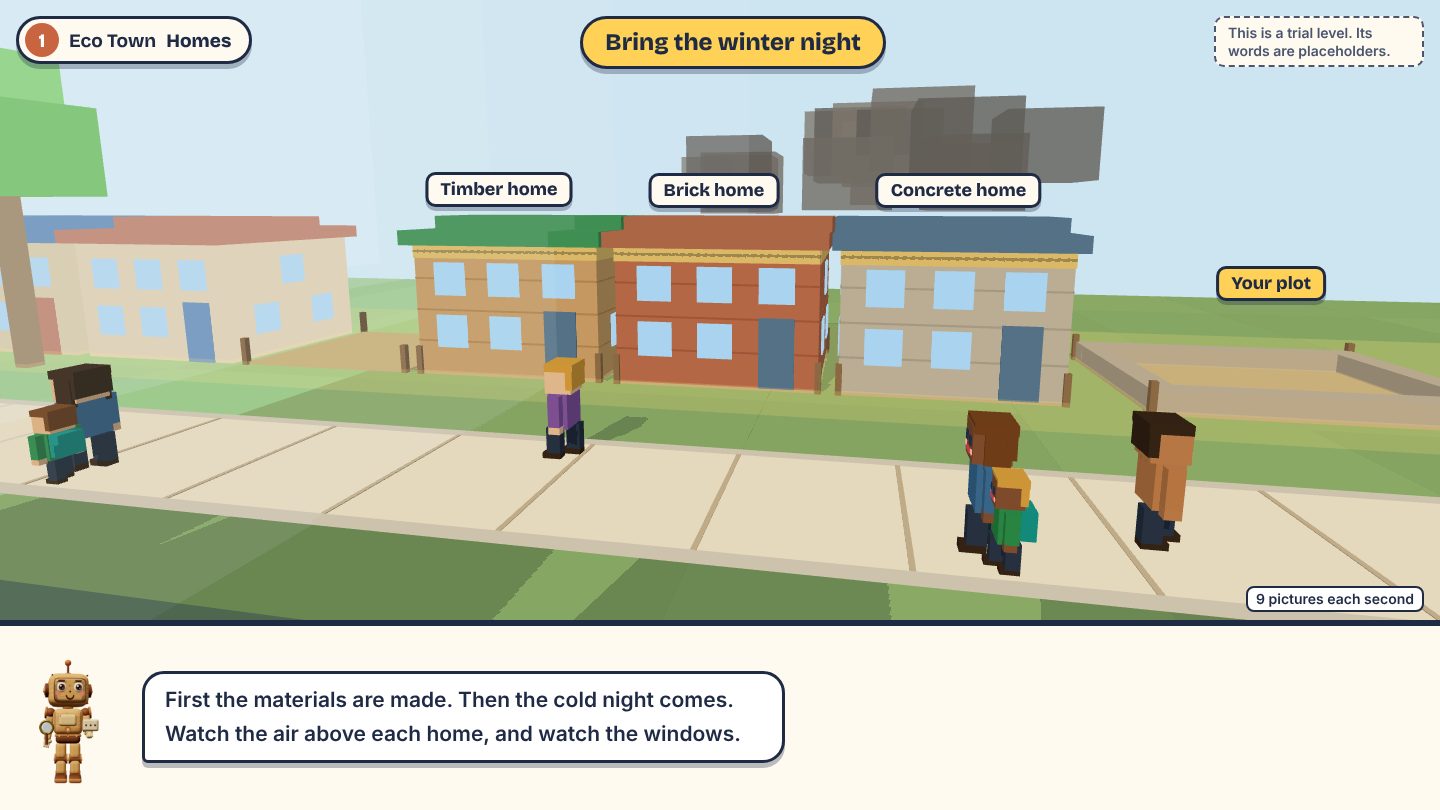 1 Eco Town Homes
Bring the winter night
This is a trial level. Its
words are placeholders.
Timber home
Brick home
Concrete home
Your plot
9 pictures each second
First the materials are made. Then the cold night comes.
Watch the air above each home, and watch the windows.